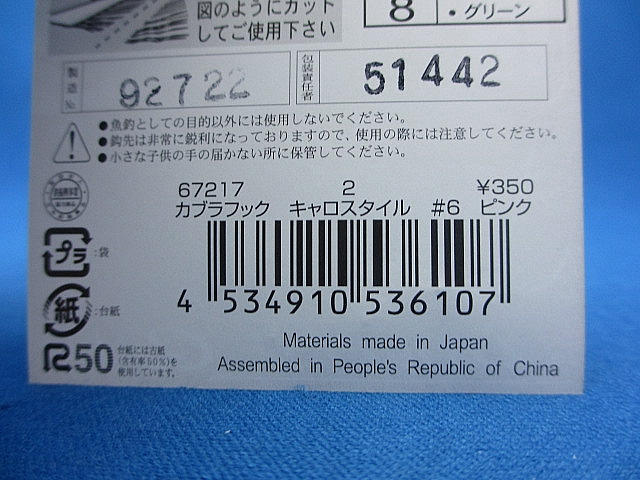 図のようにカット
してご使用下さい
8 ・グリーン
製造№ 92722
包装責任者 51442
●魚釣としての目的以外には使用しないでください。
●鈎先は非常に鋭利になっておりますので、使用の際には注意してください。
●小さな子供の手の届かない所に保管してください。
67217 2 ¥350
カブラフック キャロスタイル #6 ピンク
プラ :袋
4 534910 536107
紙 :台紙
Materials made in Japan
R50 台紙には古紙
(含有率50%)を
使用しています。
Assembled in People's Republic of China